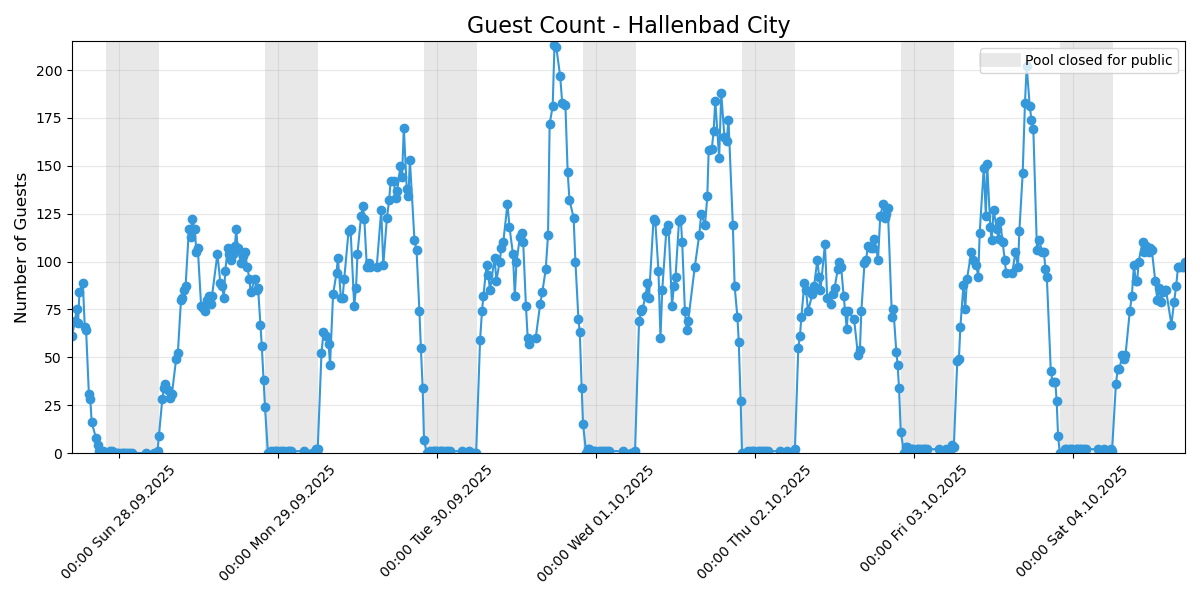 Guest Count - Hallenbad City
Pool closed for public
Number of Guests
200
175
150
125
100
75
50
25
0
00:00 Sun 28.09.2025
00:00 Mon 29.09.2025
00:00 Tue 30.09.2025
00:00 Wed 01.10.2025
00:00 Thu 02.10.2025
00:00 Fri 03.10.2025
00:00 Sat 04.10.2025